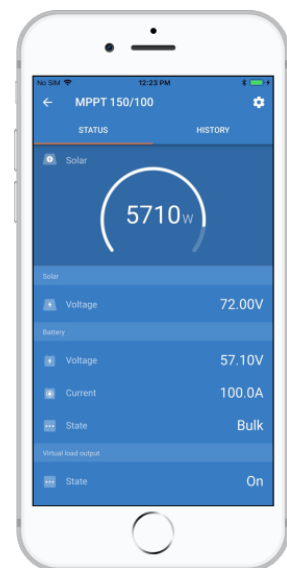 No SIM 12:23 PM
MPPT 150/100
STATUS HISTORY
Solar
5710W
Solar
Voltage 72.00V
Battery
Voltage 57.10V
Current 100.0A
State Bulk
Virtual load output
State On